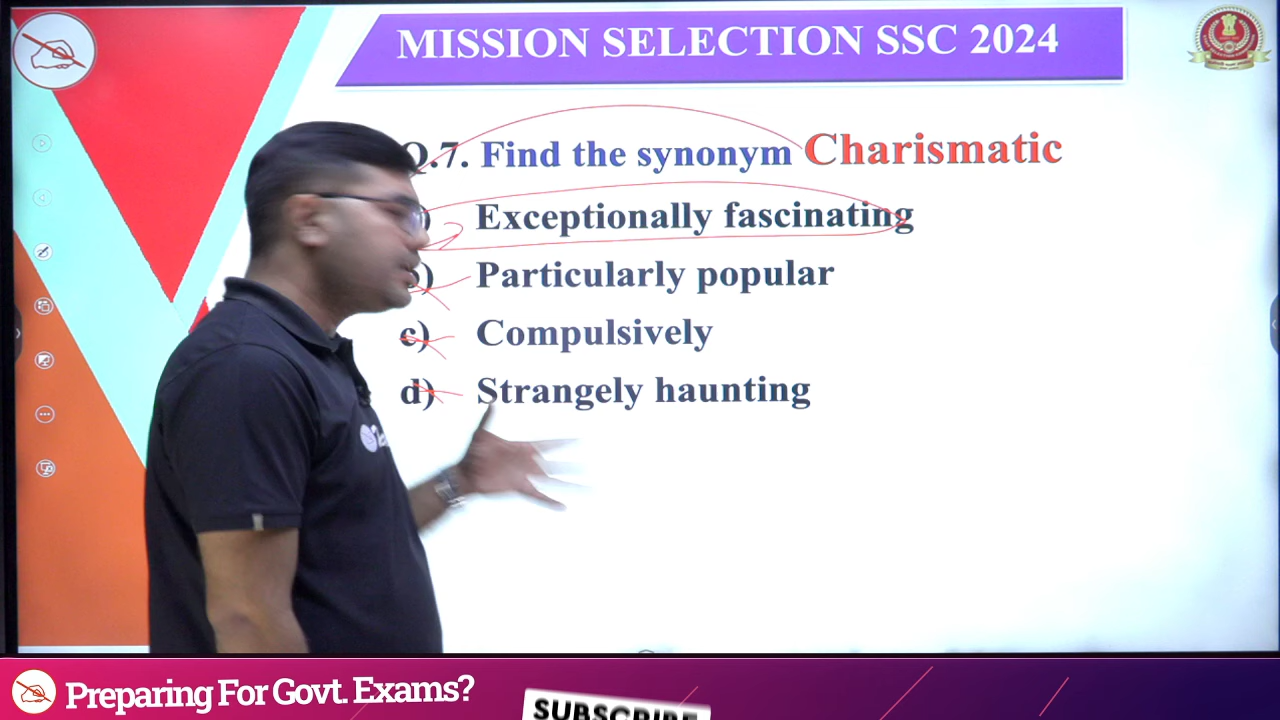 MISSION SELECTION SSC 2024
Q.7. Find the synonym Charismatic
Exceptionally fascinating
b) Particularly popular
c) Compulsively
d) Strangely haunting
Preparing For Govt. Exams?
SUBSCRIBE